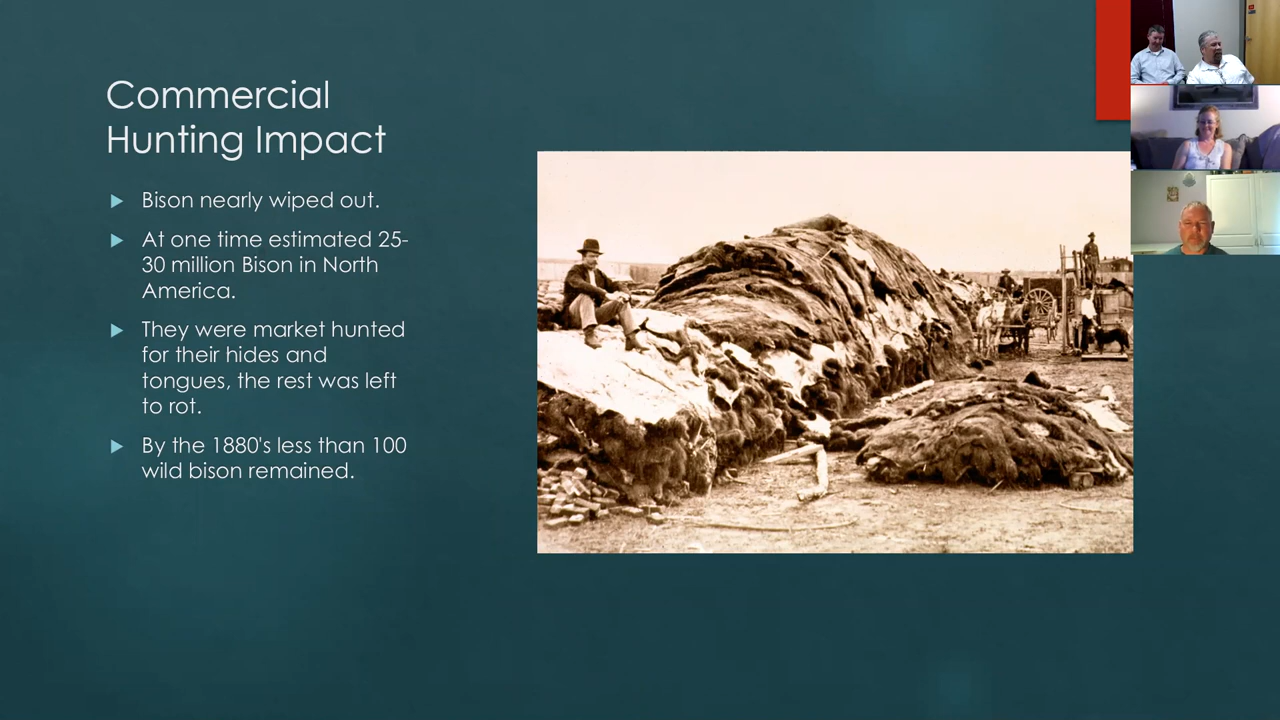 Commercial
Hunting Impact
Bison nearly wiped out.
At one time estimated 25-
30 million Bison in North
America.
They were market hunted
for their hides and
tongues, the rest was left
to rot.
By the 1880's less than 100
wild bison remained.